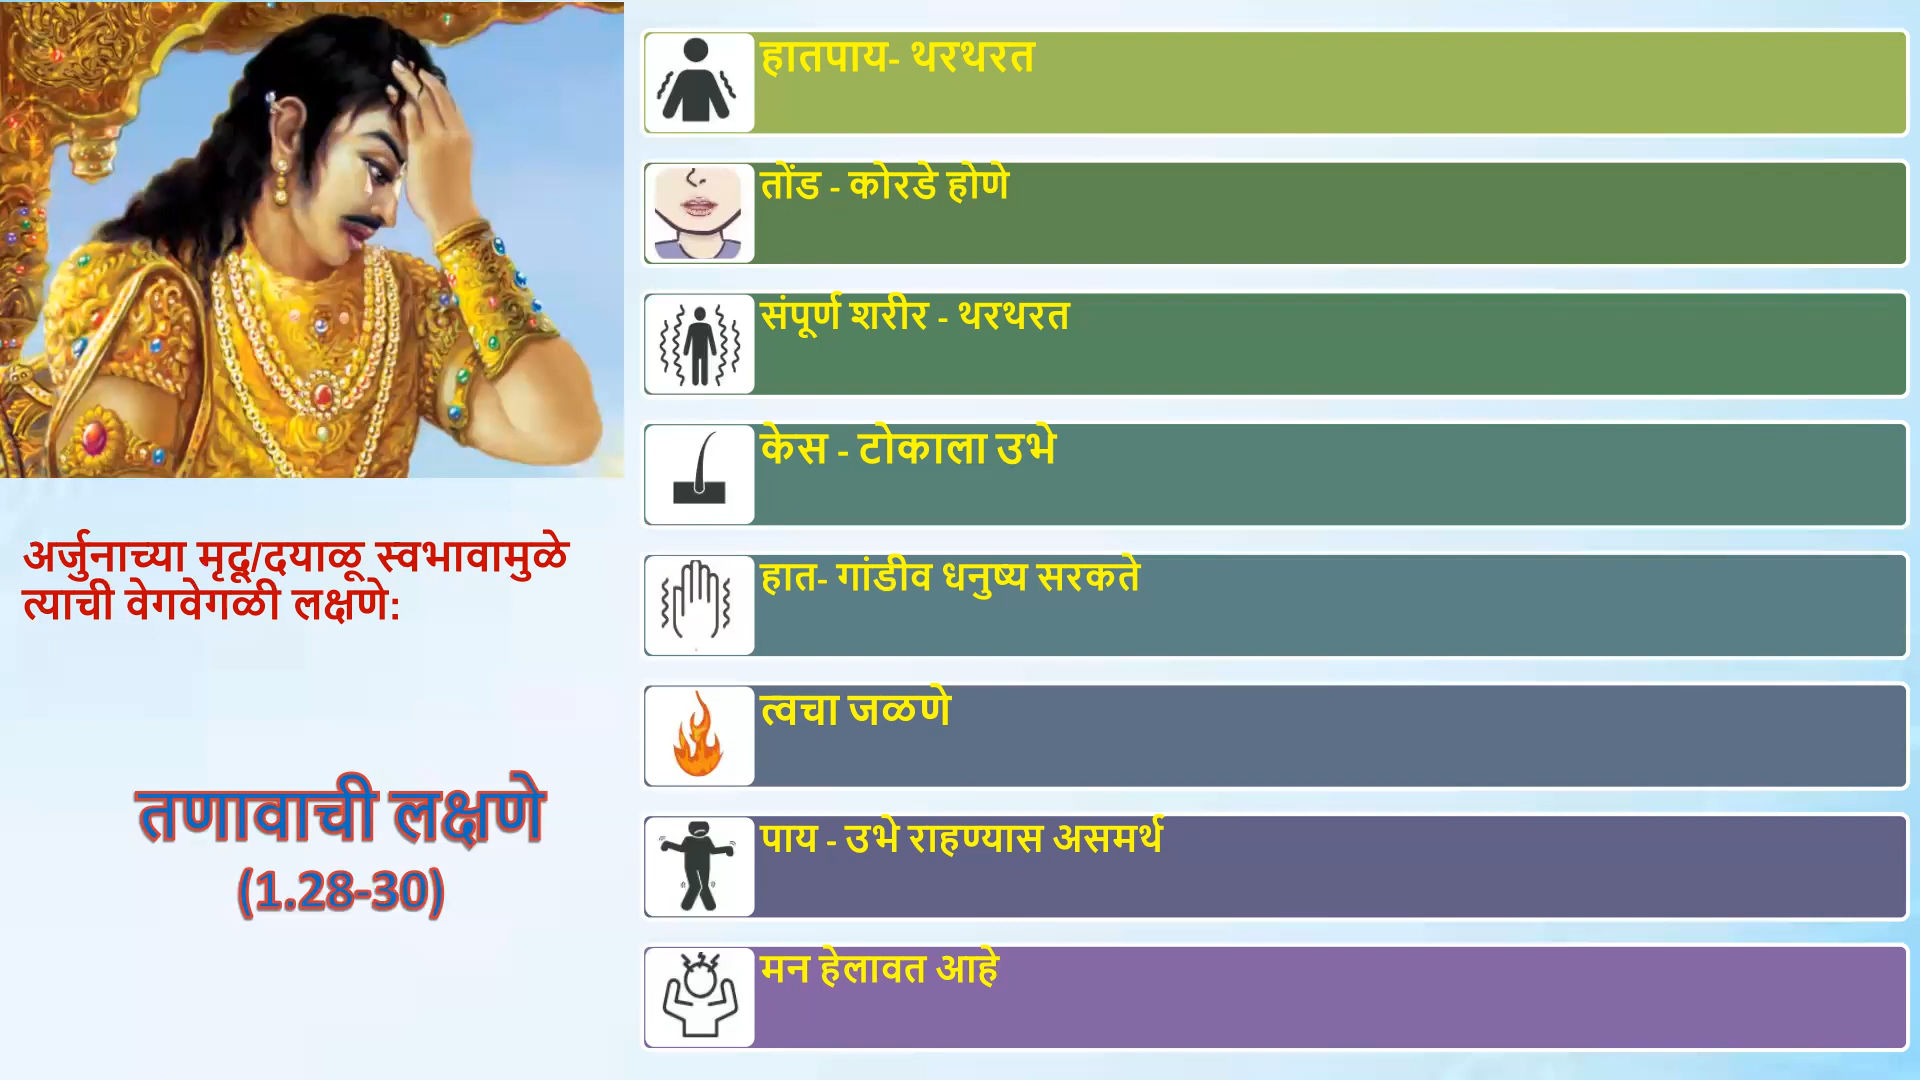 अर्जुनाच्या मृदू/दयाळू स्वभावामुळे
त्याची वेगवेगळी लक्षणे:
तणावाची लक्षणे
(1.28-30)
हातपाय- थरथरत
तोंड - कोरडे होणे
संपूर्ण शरीर - थरथरत
केस - टोकाला उभे
हात- गांडीव धनुष्य सरकते
त्वचा जळणे
पाय - उभे राहण्यास असमर्थ
मन हेलावत आहे